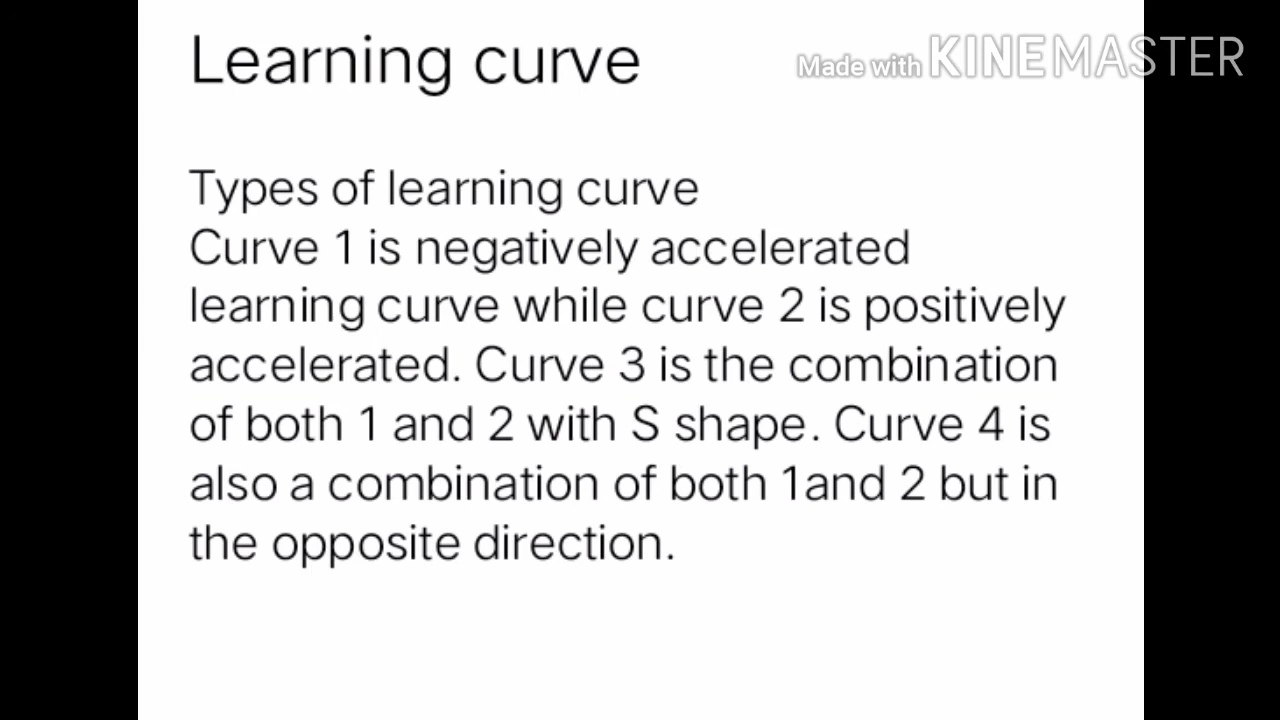 Learning curve
Made with KINEMASTER
Types of learning curve
Curve 1 is negatively accelerated
learning curve while curve 2 is positively
accelerated. Curve 3 is the combination
of both 1 and 2 with S shape. Curve 4 is
also a combination of both 1and 2 but in
the opposite direction.